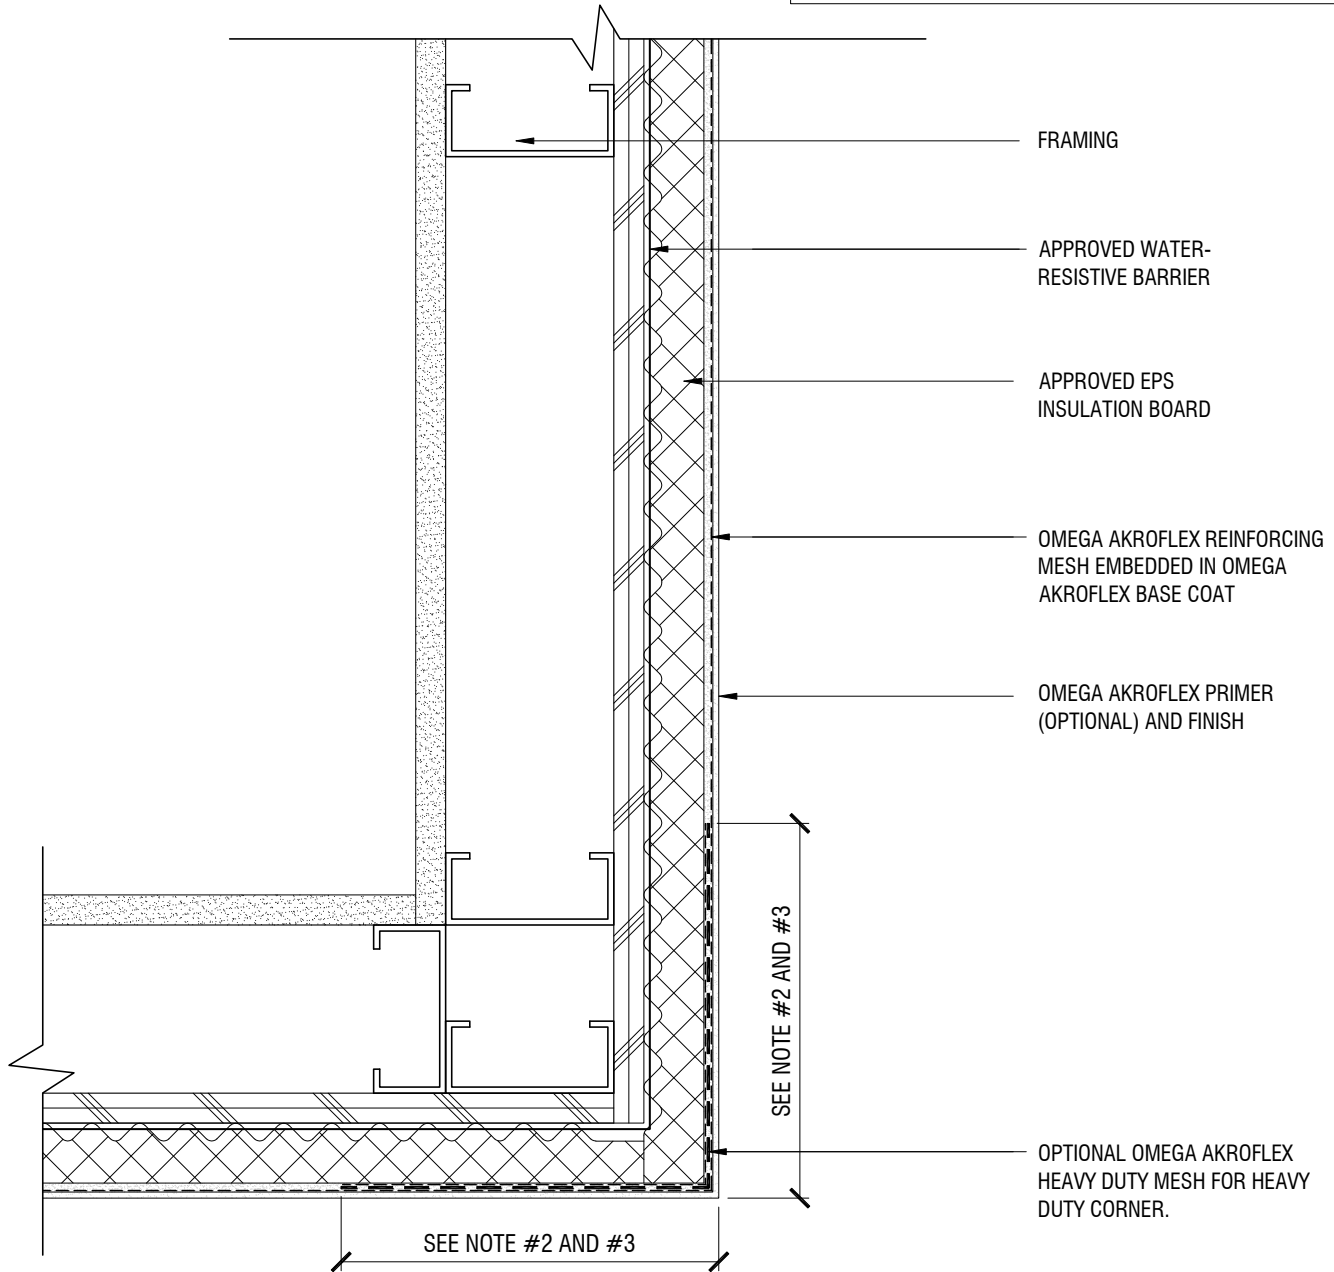 FRAMING
APPROVED WATER-
RESISTIVE BARRIER
APPROVED EPS
INSULATION BOARD
OMEGA AKROFLEX REINFORCING
MESH EMBEDDED IN OMEGA
AKROFLEX BASE COAT
OMEGA AKROFLEX PRIMER
(OPTIONAL) AND FINISH
SEE NOTE #2 AND #3
OPTIONAL OMEGA AKROFLEX
HEAVY DUTY MESH FOR HEAVY
DUTY CORNER.
SEE NOTE #2 AND #3